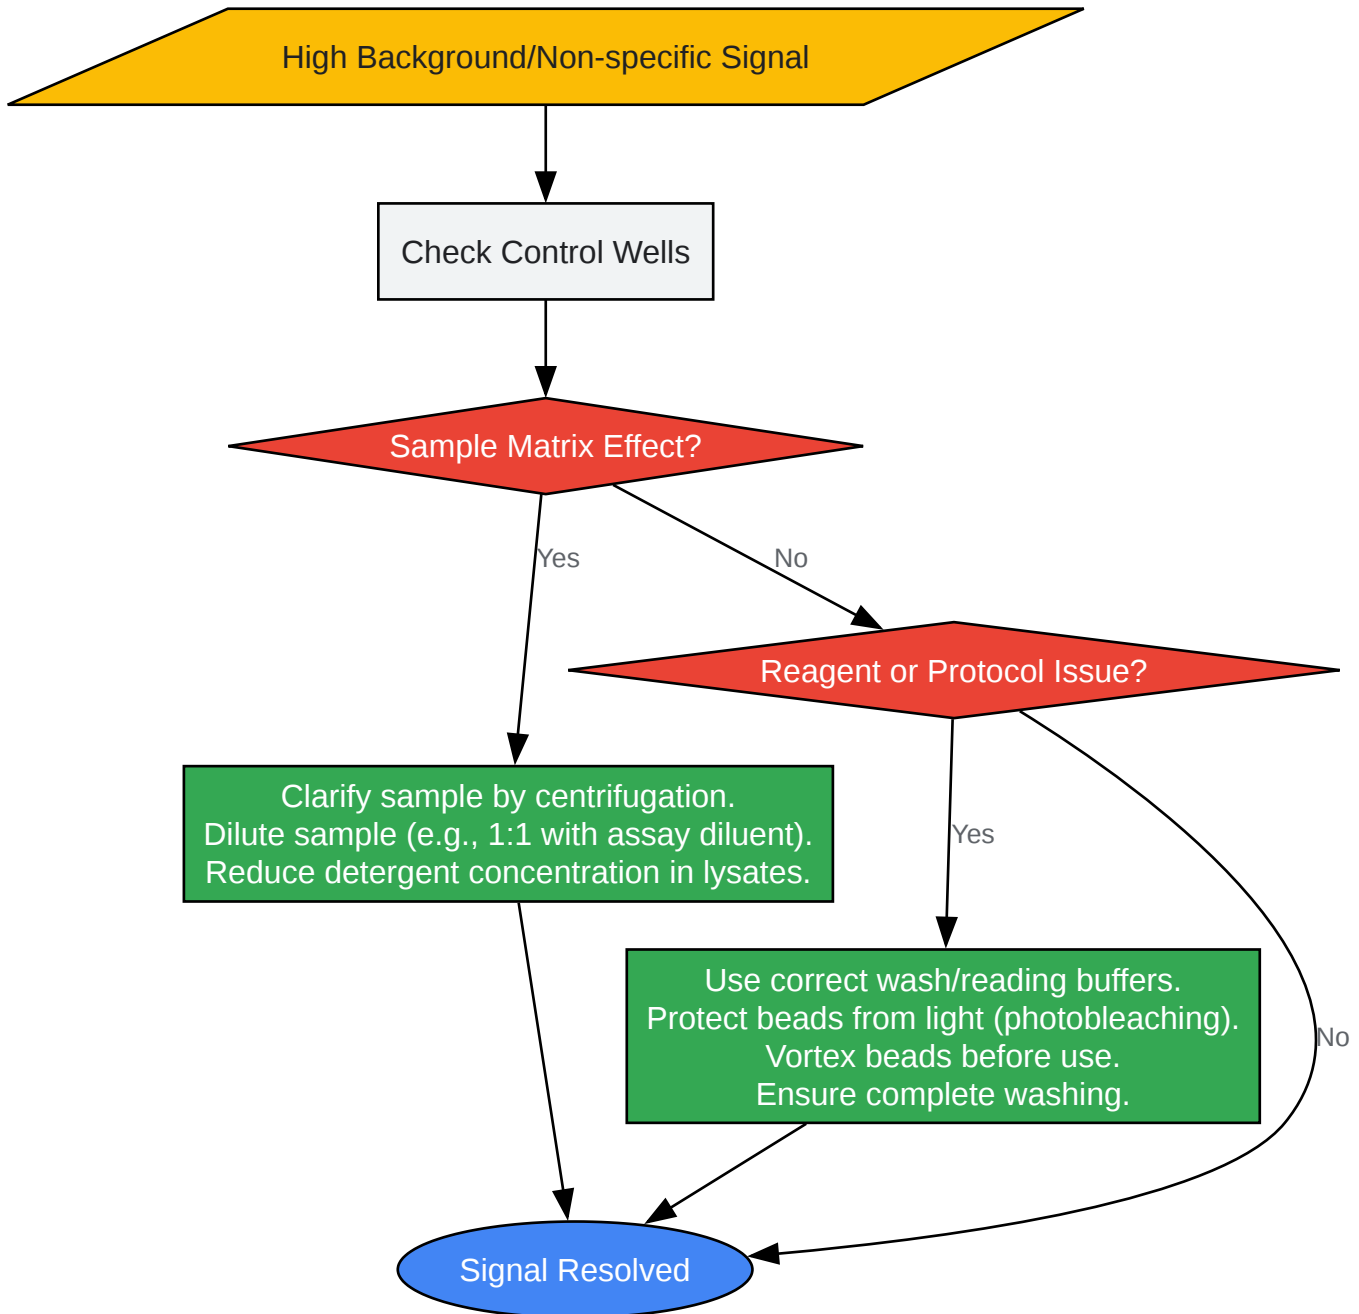 High Background/Non-specific Signal
Check Control Wells
Sample Matrix Effect?
Yes
No
Reagent or Protocol Issue?
Clarify sample by centrifugation.
Dilute sample (e.g., 1:1 with assay diluent).
Reduce detergent concentration in lysates.
Yes
Use correct wash/reading buffers.
Protect beads from light (photobleaching).
Vortex beads before use.
Ensure complete washing.
No
Signal Resolved